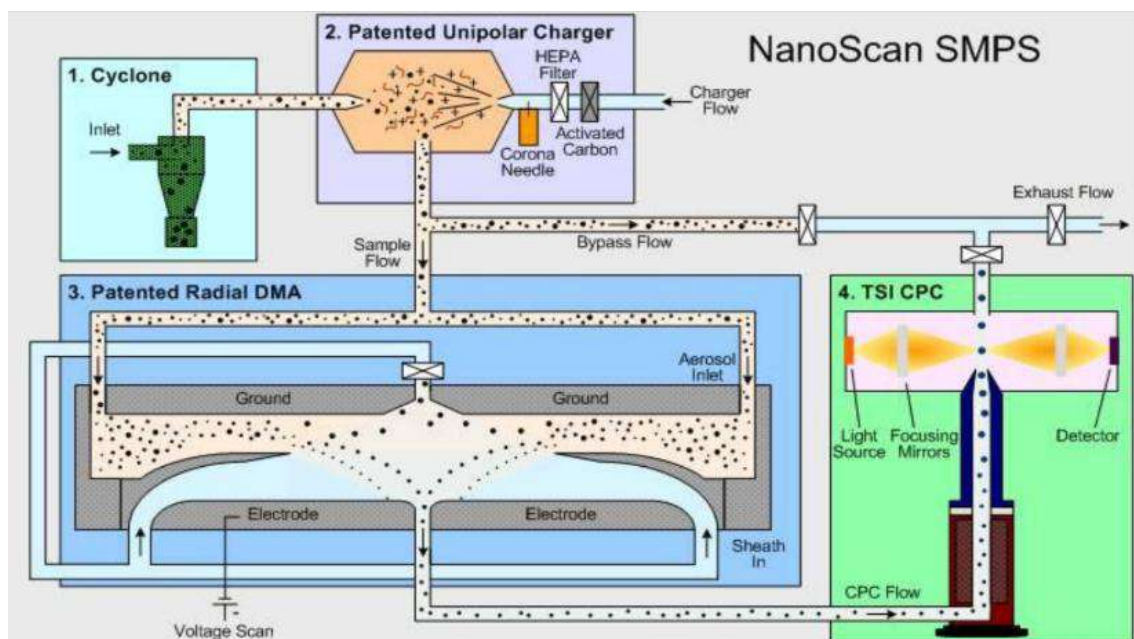 NanoScan SMPS
1. Cyclone
Inlet
2. Patented Unipolar Charger
HEPA
Filter
Charger
Flow
Activated
Carbon
Corona
Needle
Sample
Flow
Bypass Flow
Exhaust Flow
3. Patented Radial DMA
Aerosol
Inlet
Ground
Ground
Electrode
Electrode
Sheath
In
Voltage Scan
4. TSI CPC
Light
Source
Focusing
Mirrors
Detector
CPC Flow